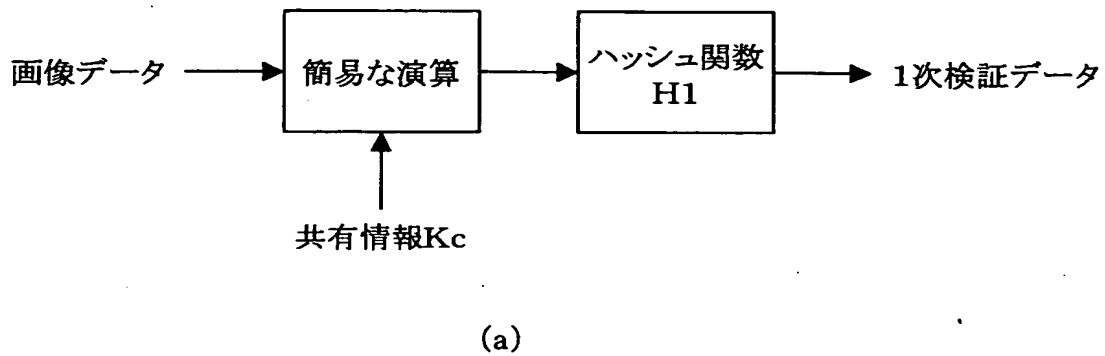 画像データ
簡易な演算
ハッシュ関数
H1
1次検証データ
共有情報Kc
(a)